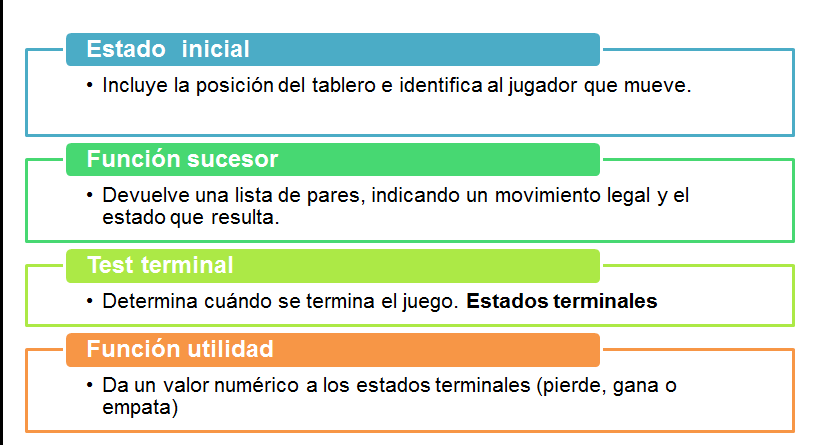 Estado inicial
• Incluye la posición del tablero e identifica al jugador que mueve.
Función sucesor
• Devuelve una lista de pares, indicando un movimiento legal y el
estado que resulta.
Test terminal
• Determina cuándo se termina el juego. Estados terminales
Función utilidad
• Da un valor numérico a los estados terminales (pierde, gana o
empata)